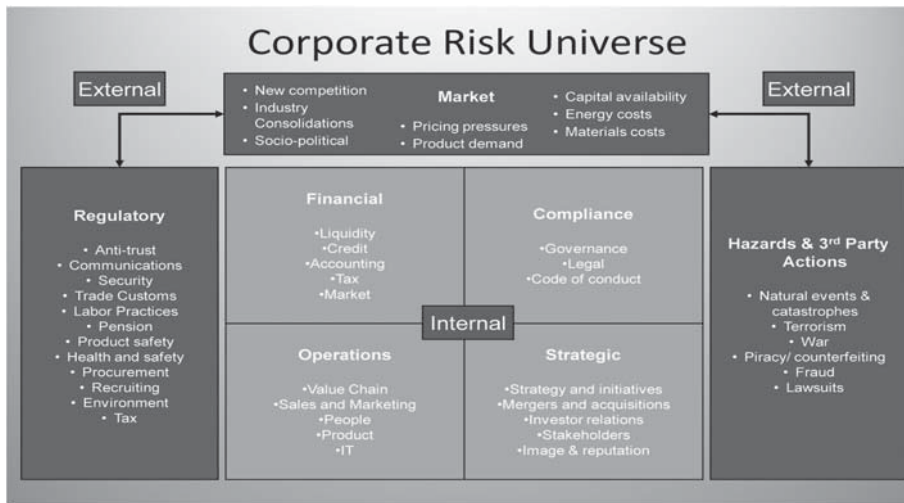 Corporate Risk Universe
External
External
• New competition
• Industry
Consolidations
• Socio-political
Market
• Pricing pressures
• Product demand
• Capital availability
• Energy costs
• Materials costs
Regulatory
• Anti-trust
• Communications
• Security
• Trade Customs
• Labor Practices
• Pension
• Product safety
• Health and safety
• Procurement
• Recruiting
• Environment
• Tax
Financial
•Liquidity
•Credit
•Accounting
•Tax
•Market
Compliance
•Governance
•Legal
•Code of conduct
Internal
Operations
•Value Chain
•Sales and Marketing
•People
•Product
•IT
Strategic
•Strategy and initiatives
•Mergers and acquisitions
•Investor relations
•Stakeholders
•Image & reputation
Hazards & 3rd Party
Actions
• Natural events &
catastrophes
• Terrorism
• War
• Piracy/ counterfeiting
• Fraud
• Lawsuits